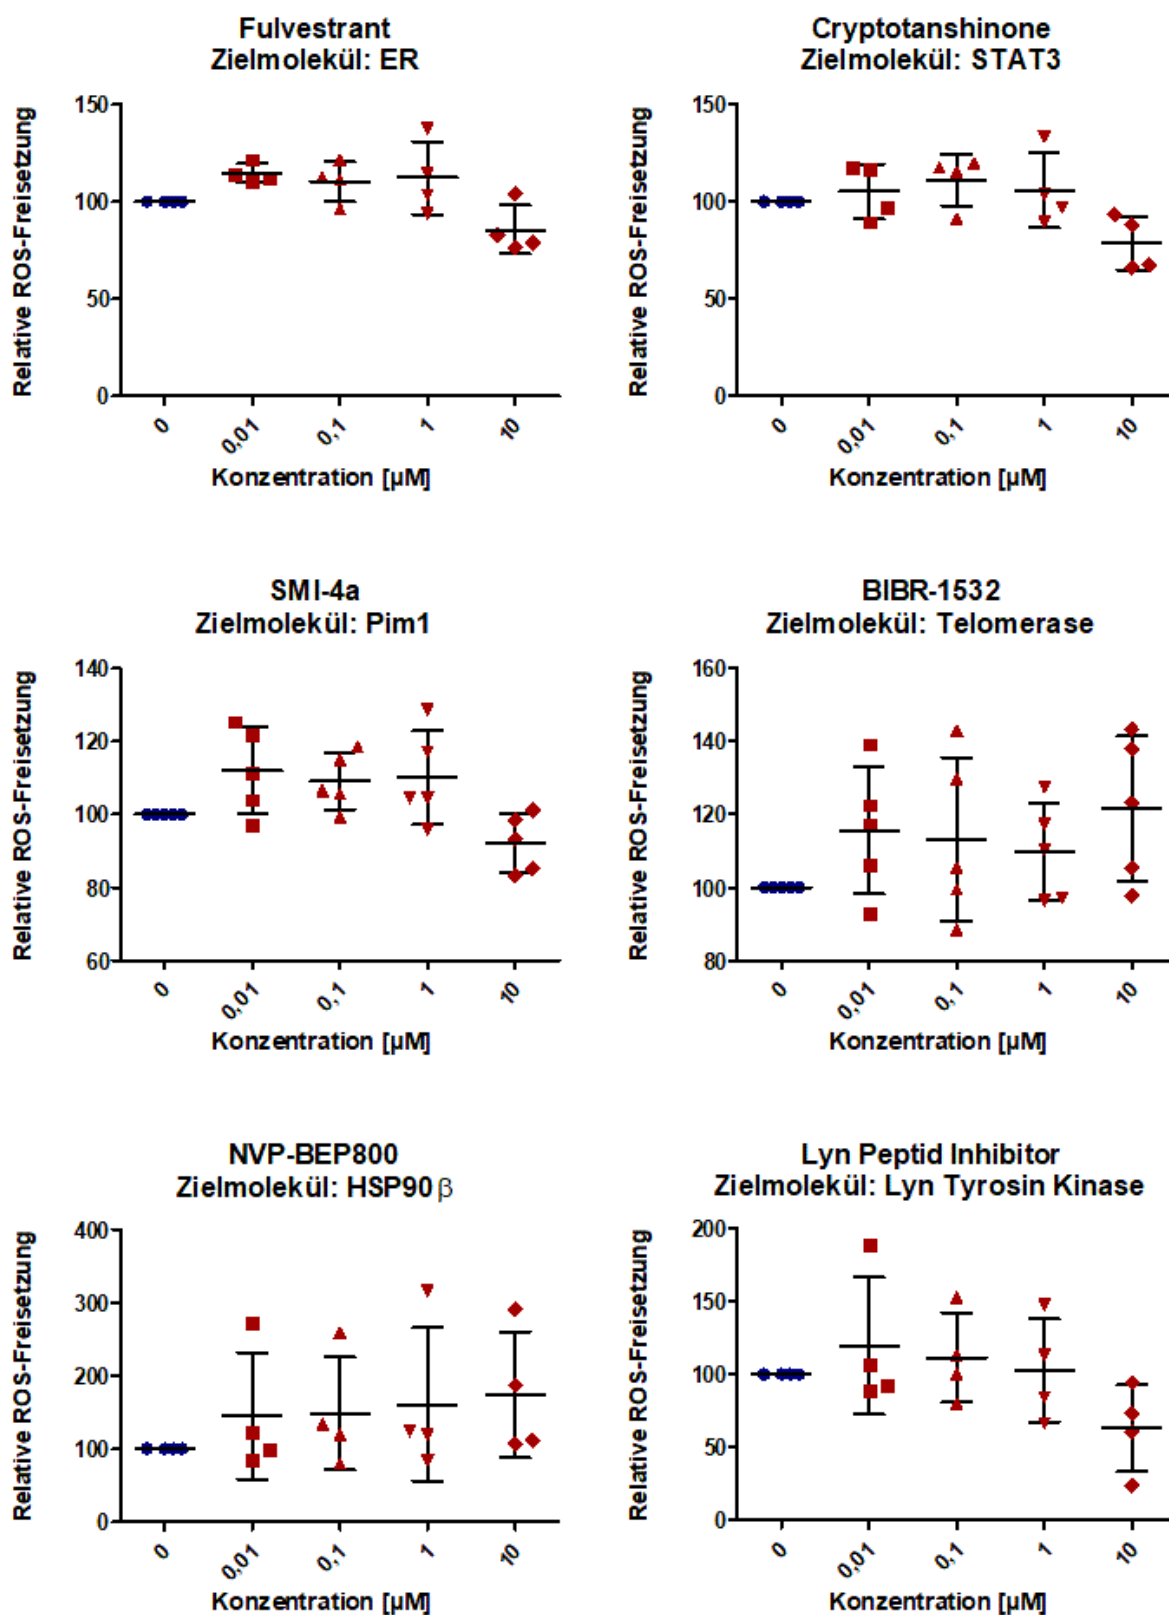 Fulvestrant
Zielmolekül: ER
Relative ROS-Freisetzung
150
100
50
0
0
0,01
0,1
1
10
Konzentration [µM]
Cryptotanshinone
Zielmolekül: STAT3
Relative ROS-Freisetzung
150
100
50
0
0
0,01
0,1
1
10
Konzentration [µM]
SMI-4a
Zielmolekül: Pim1
Relative ROS-Freisetzung
140
120
100
80
60
0
0,01
0,1
1
10
Konzentration [µM]
BIBR-1532
Zielmolekül: Telomerase
Relative ROS-Freisetzung
160
140
120
100
80
0
0,01
0,1
1
10
Konzentration [µM]
NVP-BEP800
Zielmolekül: HSP90β
Relative ROS-Freisetzung
400
300
200
100
0
0
0,01
0,1
1
10
Konzentration [µM]
Lyn Peptid Inhibitor
Zielmolekül: Lyn Tyrosin Kinase
Relative ROS-Freisetzung
200
150
100
50
0
0
0,01
0,1
1
10
Konzentration [µM]